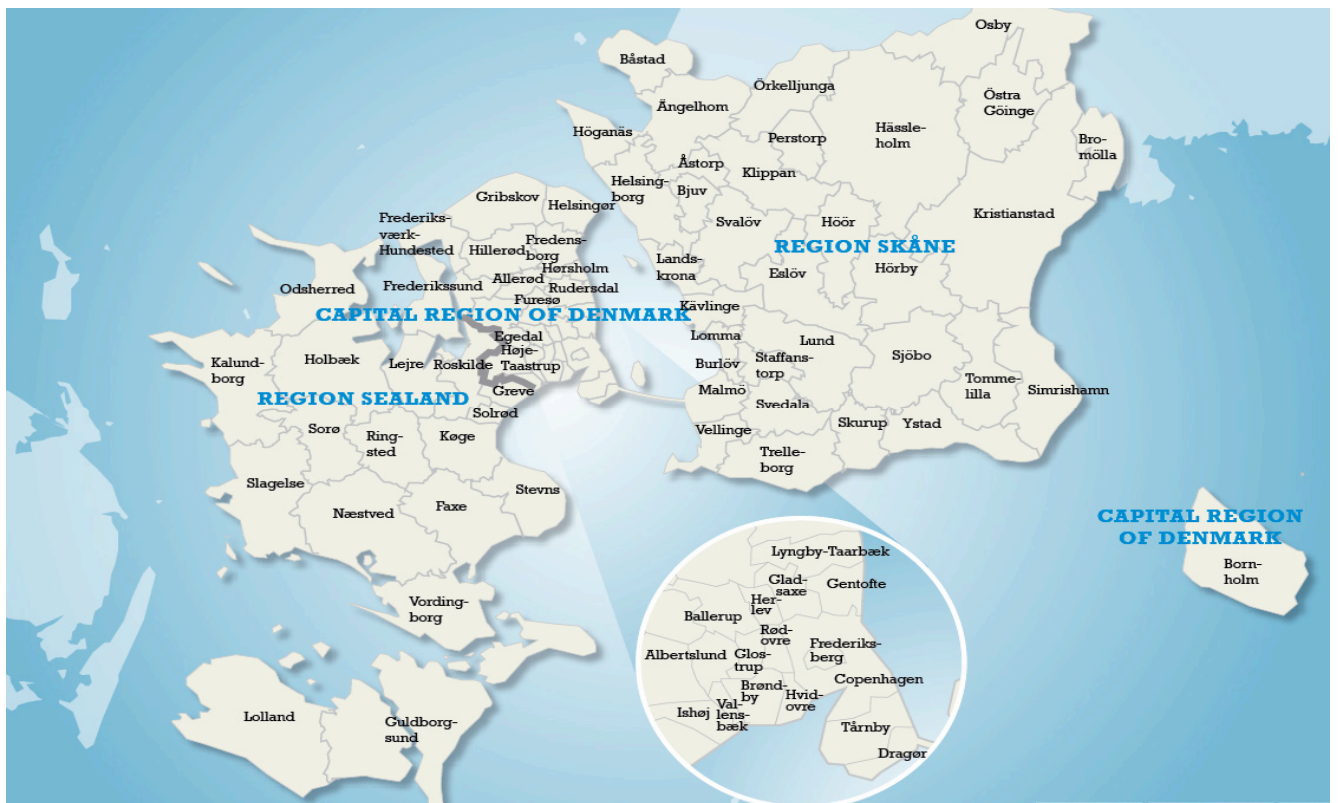 Osby
Båstad
Örkelljunga
Ängelhom
Östra
Göinge
Höganäs
Perstorp
Hässle-
holm
Bro-
mölla
Åstorp
Klippan
Helsing-
borg
Bjuv
Gribskov
Helsingør
Kristianstad
Frederiks-
værk-
Hundested
Svalöv
Höör
Hillerød
Fredens-
borg
REGION SKÅNE
Lands-
krona
Hørsholm
Eslöv
Hörby
Allerød
Rudersdal
Odsherred
Frederikssund
Furesø
Kävlinge
CAPITAL REGION OF DENMARK
Egedal
Lomma
Lund
Høje-
Taastrup
Kalund-
borg
Holbæk
Lejre
Roskilde
Burlöv
Staffans-
torp
Sjöbo
Tomme-
lilla
Simrishamn
Greve
Malmö
REGION SEALAND
Solrød
Svedala
Sorø
Ring-
sted
Køge
Vellinge
Skurup
Ystad
Trelle-
borg
Slagelse
Stevns
Næstved
Faxe
CAPITAL REGION
OF DENMARK
Born-
holm
Vording-
borg
Lolland
Guldborg-
sund
Lyngby-Taarbæk
Glad-
saxe
Gentofte
Her-
lev
Ballerup
Rød-
ovre
Frederiks-
berg
Albertslund
Glos-
trup
Copenhagen
Brønd-
by
Hvid-
ovre
Ishøj
Val-
lens-
bæk
Tårnby
Dragør